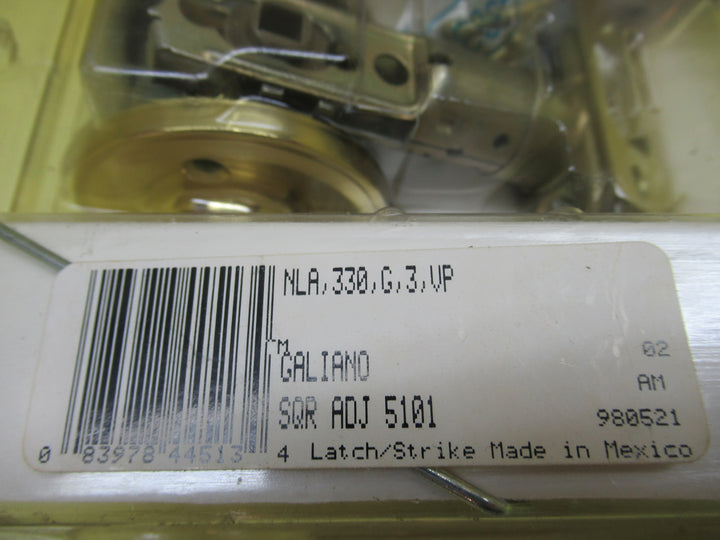 NLA,330,G,3,VP
M
GALIANO 02
AM
SQR ADJ 5101 980521
0 83978 44513 4 Latch/Strike Made in Mexico